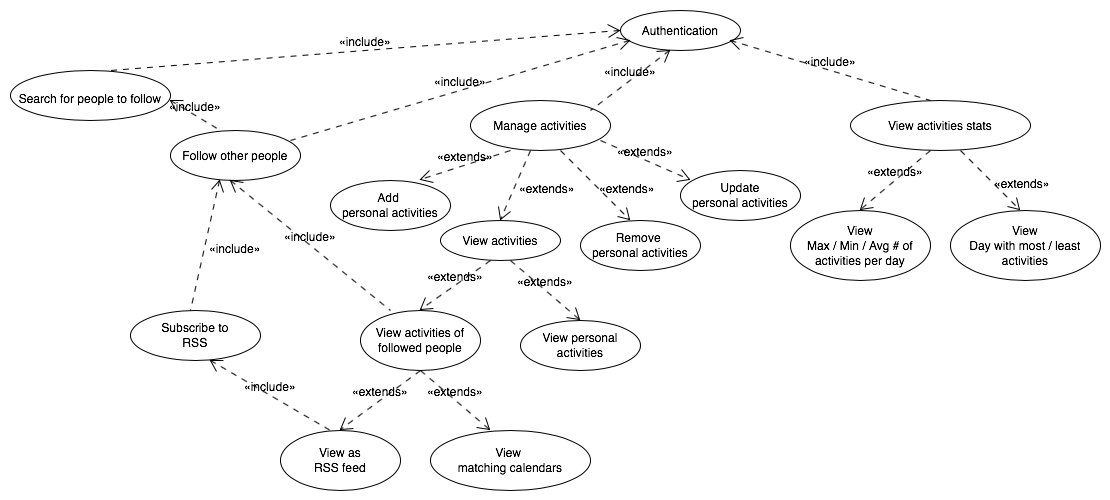 Authentication
«include»
«include»
«include»
«include»
Search for people to follow
«include»
Follow other people
Manage activities
View activities stats
«extends»
«extends»
«extends»
«extends»
«extends»
«extends»
Add
personal activities
Update
personal activities
View activities
Remove
personal activities
View
Max / Min / Avg # of
activities per day
View
Day with most / least
activities
«include»
«include»
«extends»
«extends»
Subscribe to
RSS
View activities of
followed people
View personal
activities
«include»
«extends»
«extends»
View as
RSS feed
View
matching calendars